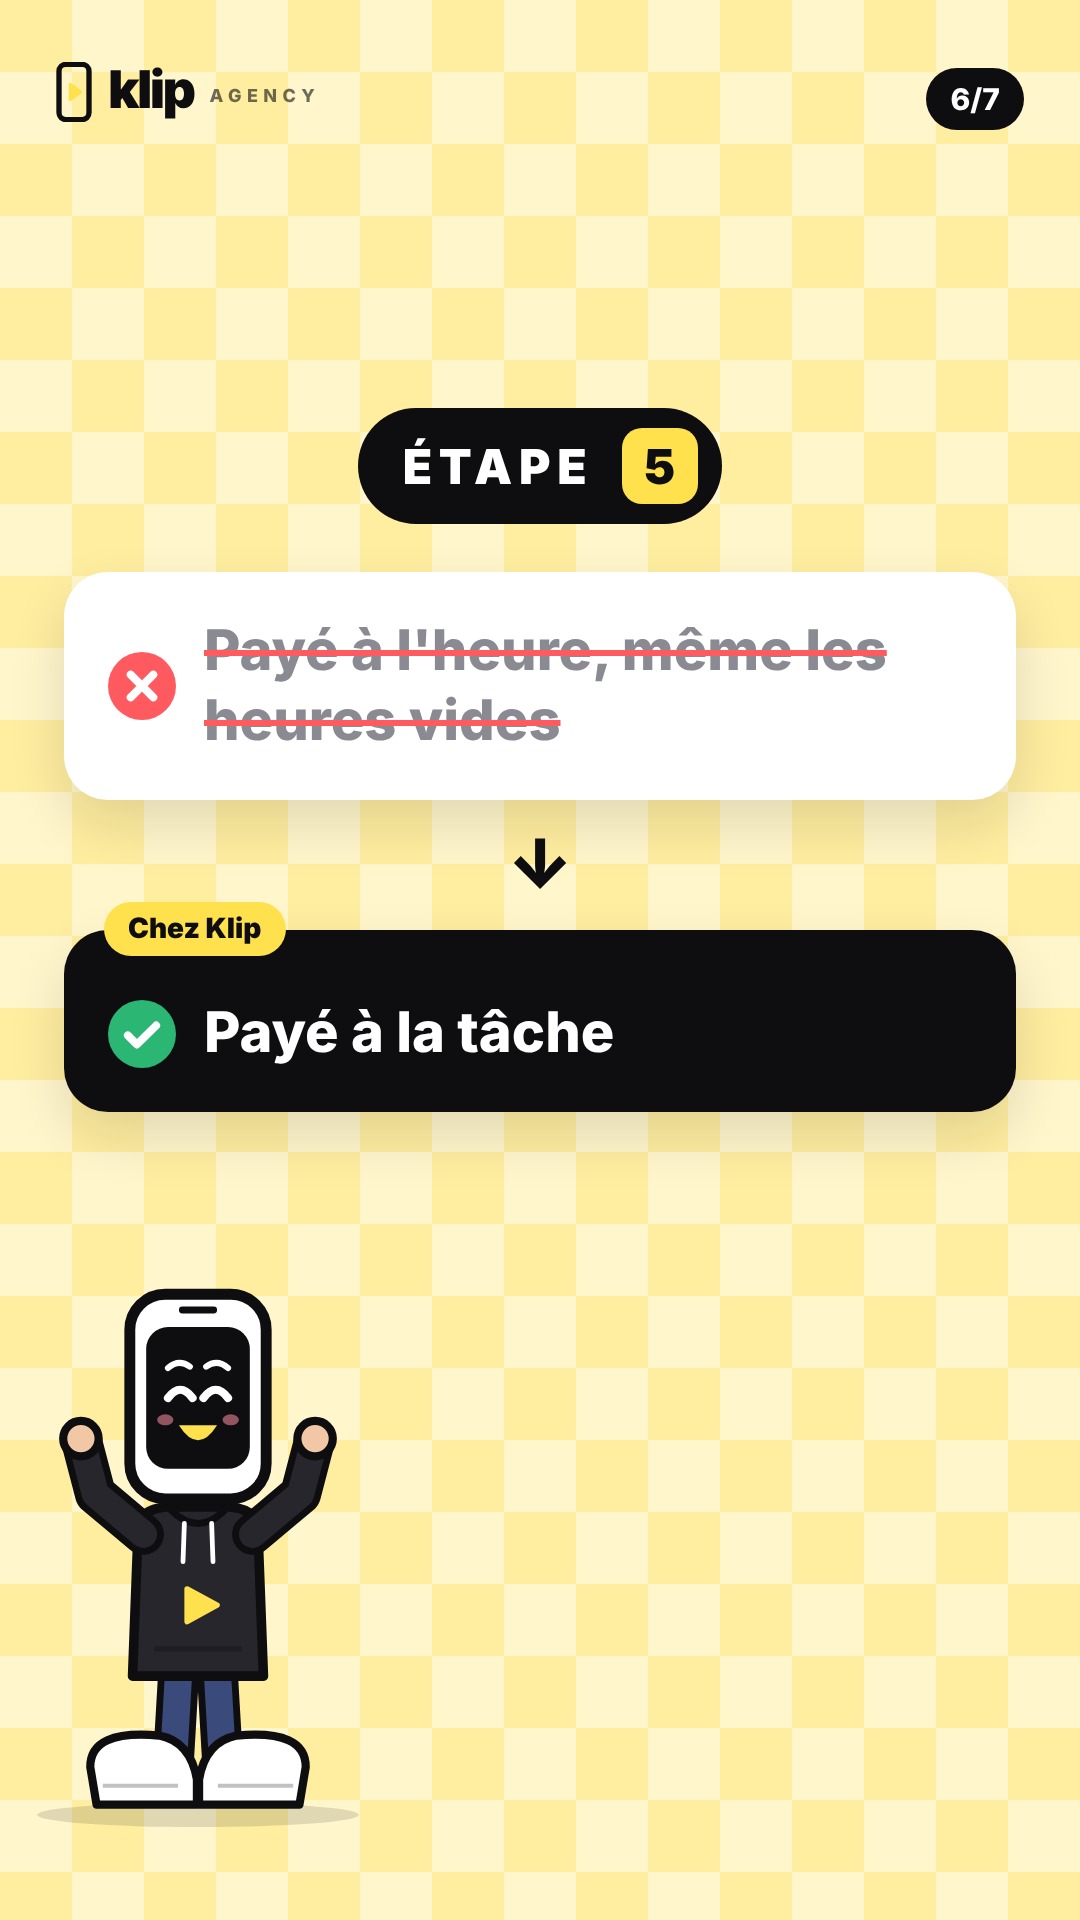 klip AGENCY
6/7
ÉTAPE 5
Payé à l'heure, même les
heures vides
Chez Klip
Payé à la tâche